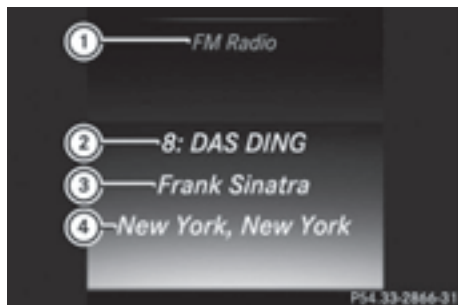 1 FM Radio
2 8: DAS DING
3 Frank Sinatra
4 New York, New York
P54.33-2866-31